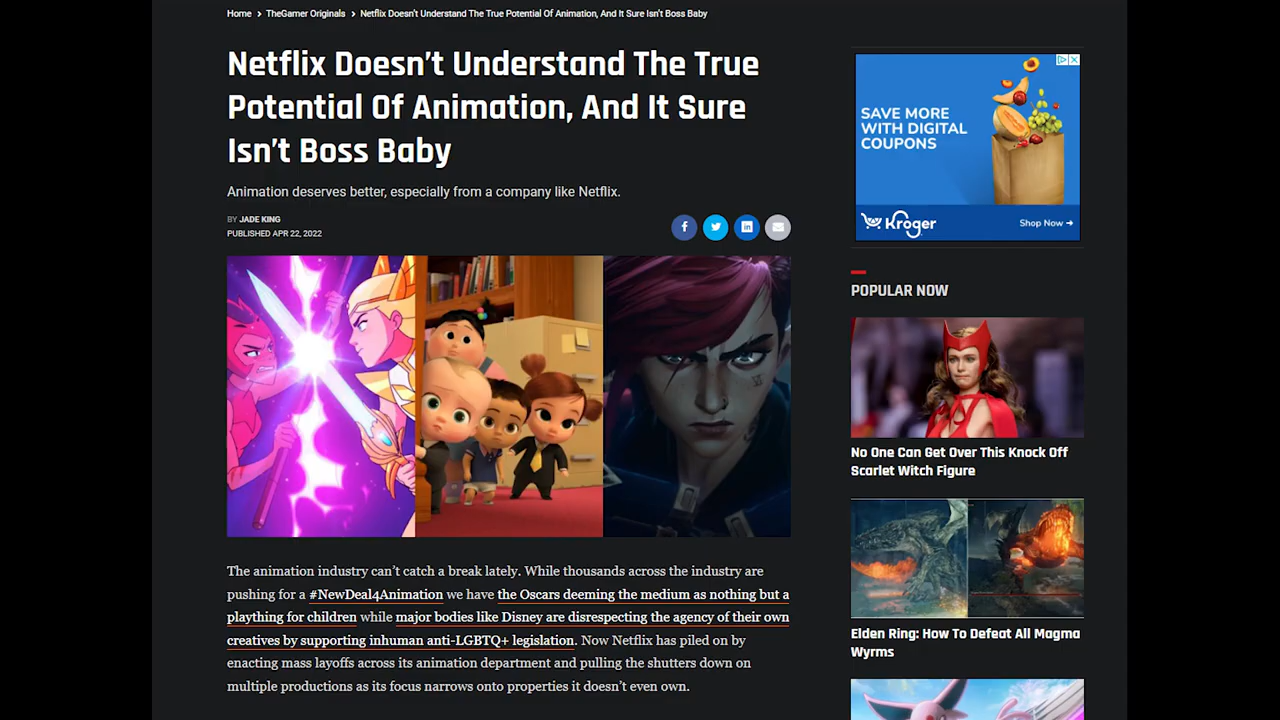 Home > TheGamer Originals > Netflix Doesn't Understand The True Potential Of Animation, And It Sure Isn't Boss Baby
Netflix Doesn’t Understand The True
Potential Of Animation, And It Sure
Isn’t Boss Baby
Animation deserves better, especially from a company like Netflix.
BY JADE KING
PUBLISHED APR 22, 2022
The animation industry can’t catch a break lately. While thousands across the industry are
pushing for a #NewDeal4Animation we have the Oscars deeming the medium as nothing but a
plaything for children while major bodies like Disney are disrespecting the agency of their own
creatives by supporting inhuman anti-LGBTQ+ legislation. Now Netflix has piled on by
enacting mass layoffs across its animation department and pulling the shutters down on
multiple productions as its focus narrows onto properties it doesn’t even own.
SAVE MORE
WITH DIGITAL
COUPONS
Kroger
Shop Now →
POPULAR NOW
No One Can Get Over This Knock Off
Scarlet Witch Figure
Elden Ring: How To Defeat All Magma
Wyrms